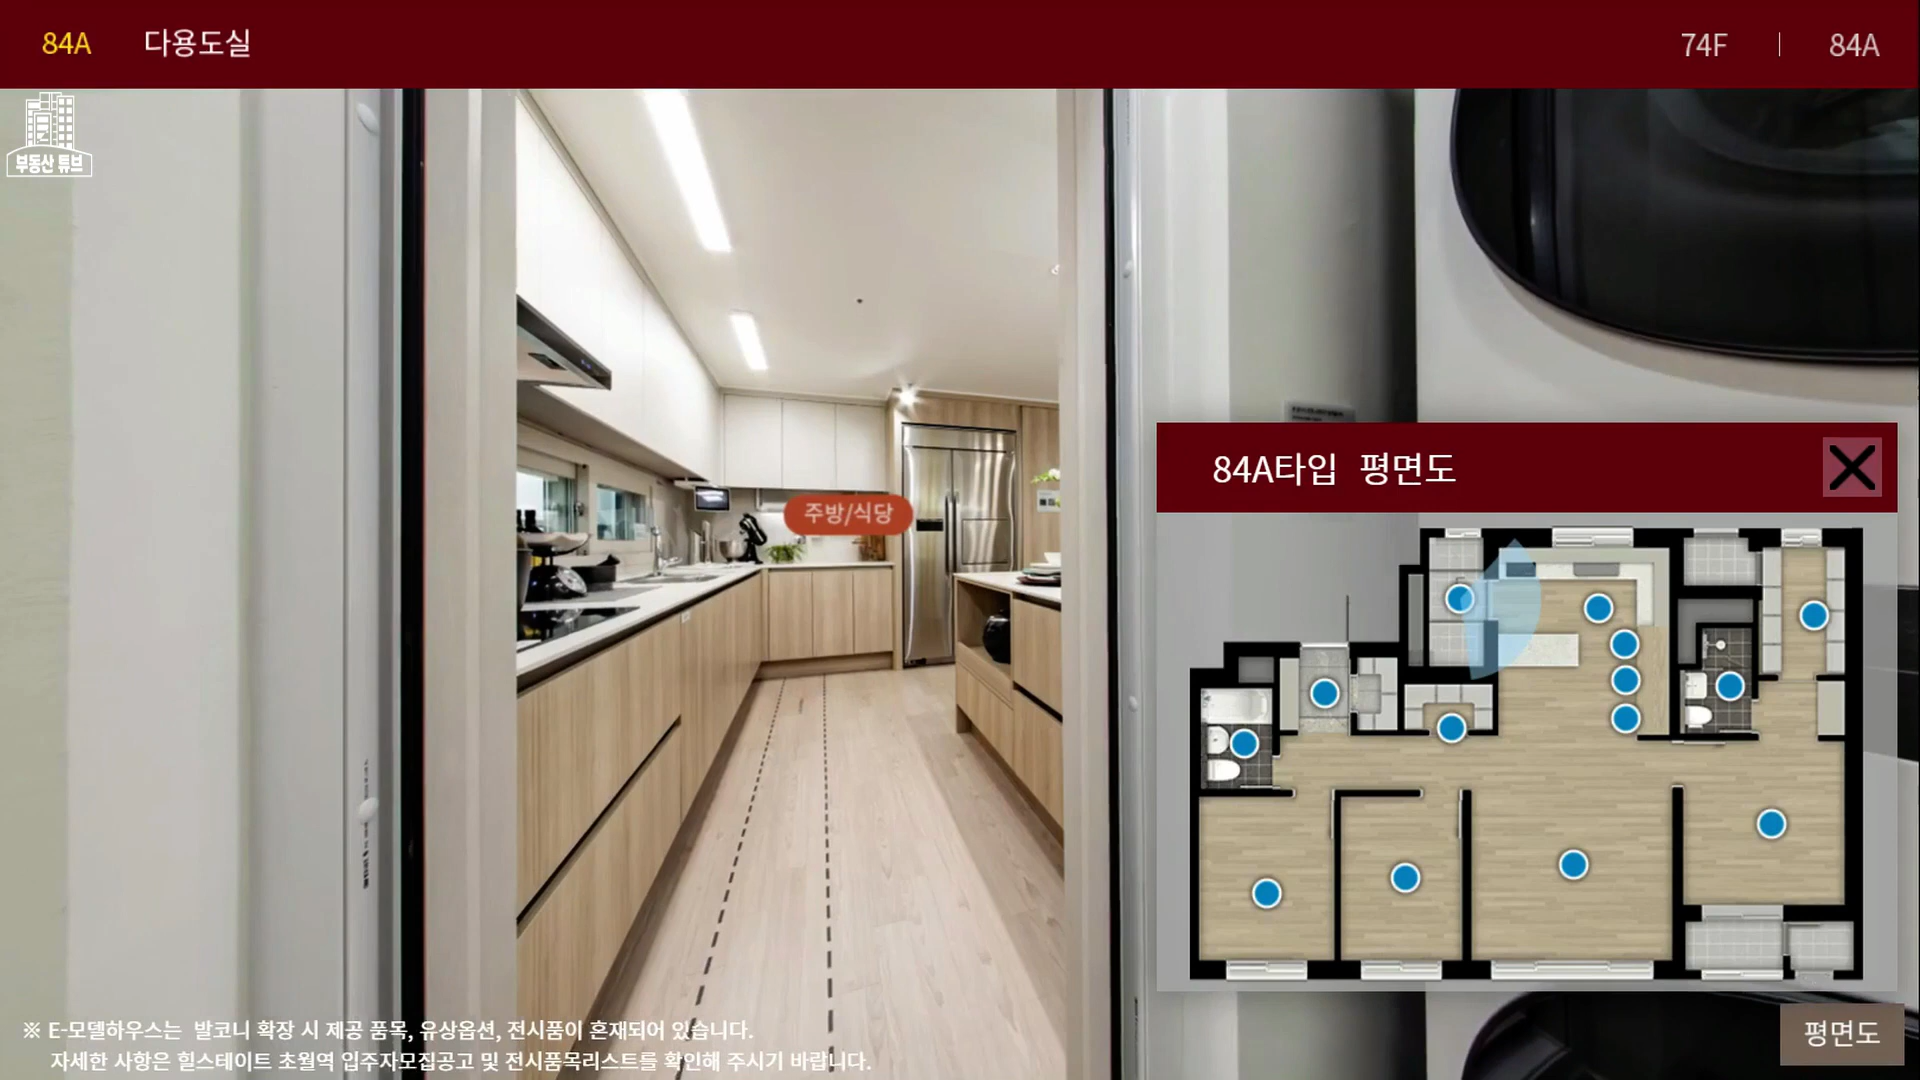 84A 다용도실
74F | 84A
부동산 튜브
주방/식당
84A타입 평면도
※ E-모델하우스는 발코니 확장 시 제공 품목, 유상옵션, 전시품이 혼재되어 있습니다.
자세한 사항은 힐스테이트 초월역 입주자모집공고 및 전시품목리스트를 확인해 주시기 바랍니다.
평면도